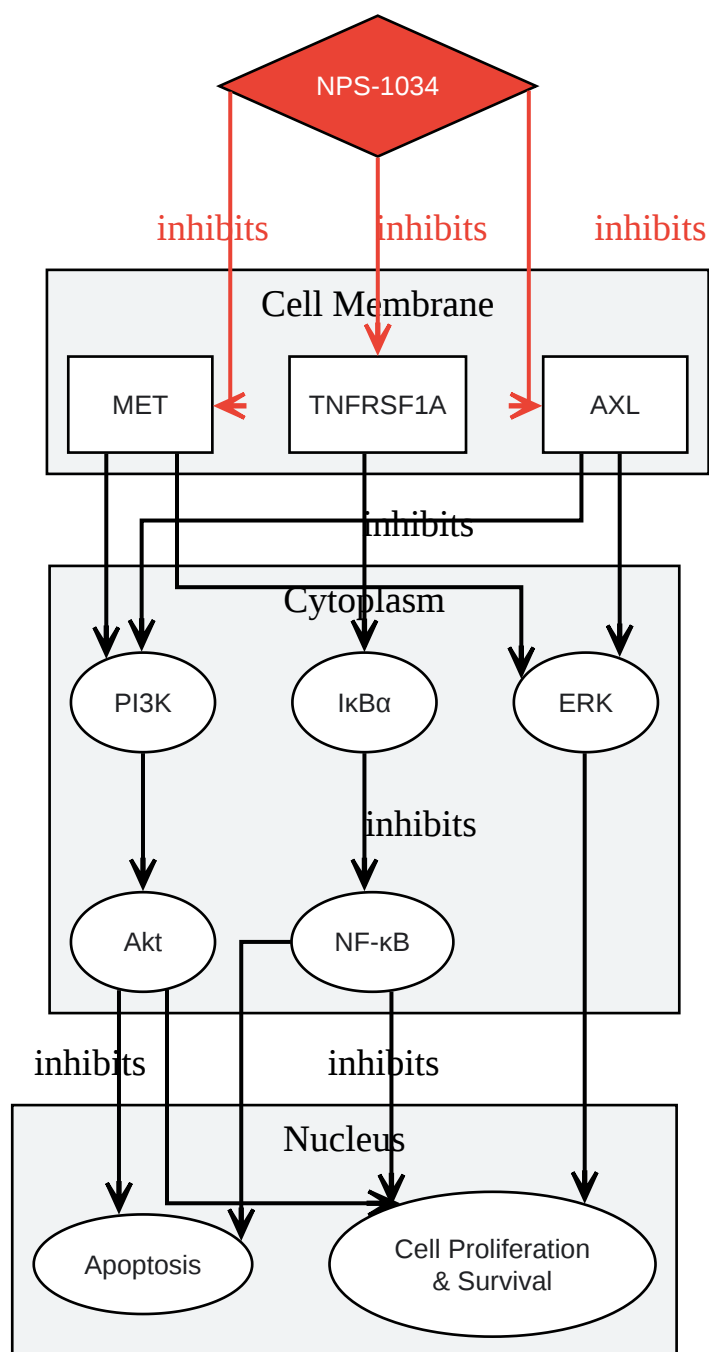 NPS-1034
inhibits
inhibits
inhibits
Cell Membrane
MET
TNFRSF1A
AXL
inhibits
Cytoplasm
PI3K
IκBα
ERK
inhibits
Akt
NF-κB
inhibits
inhibits
Nucleus
Apoptosis
Cell Proliferation
& Survival